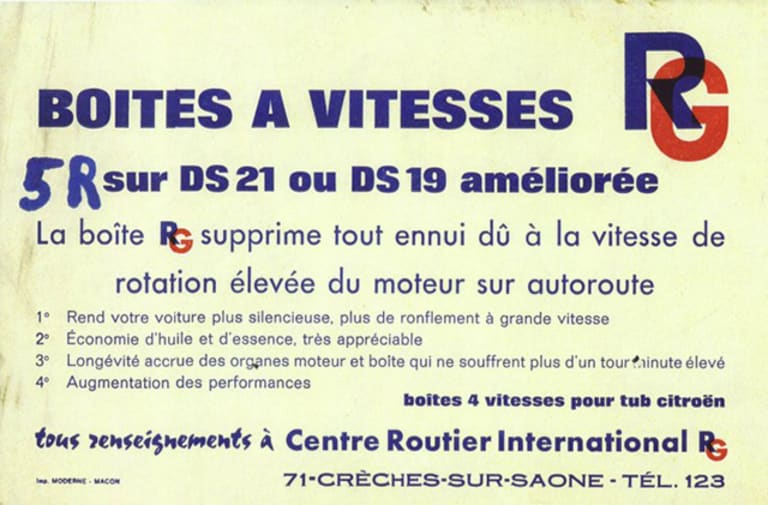 RG
BOITES A VITESSES
5R sur DS 21 ou DS 19 améliorée
La boîte RG supprime tout ennui dû à la vitesse de
rotation élevée du moteur sur autoroute
1° Rend votre voiture plus silencieuse, plus de ronflement à grande vitesse
2° Économie d'huile et d'essence, très appréciable
3° Longévité accrue des organes moteur et boîte qui ne souffrent plus d'un tour minute élevé
4° Augmentation des performances
boîtes 4 vitesses pour tub citroën
tous renseignements à Centre Routier International RG
Imp. MODERNE - MACON
71-CRÈCHES-SUR-SAONE - TÉL. 123